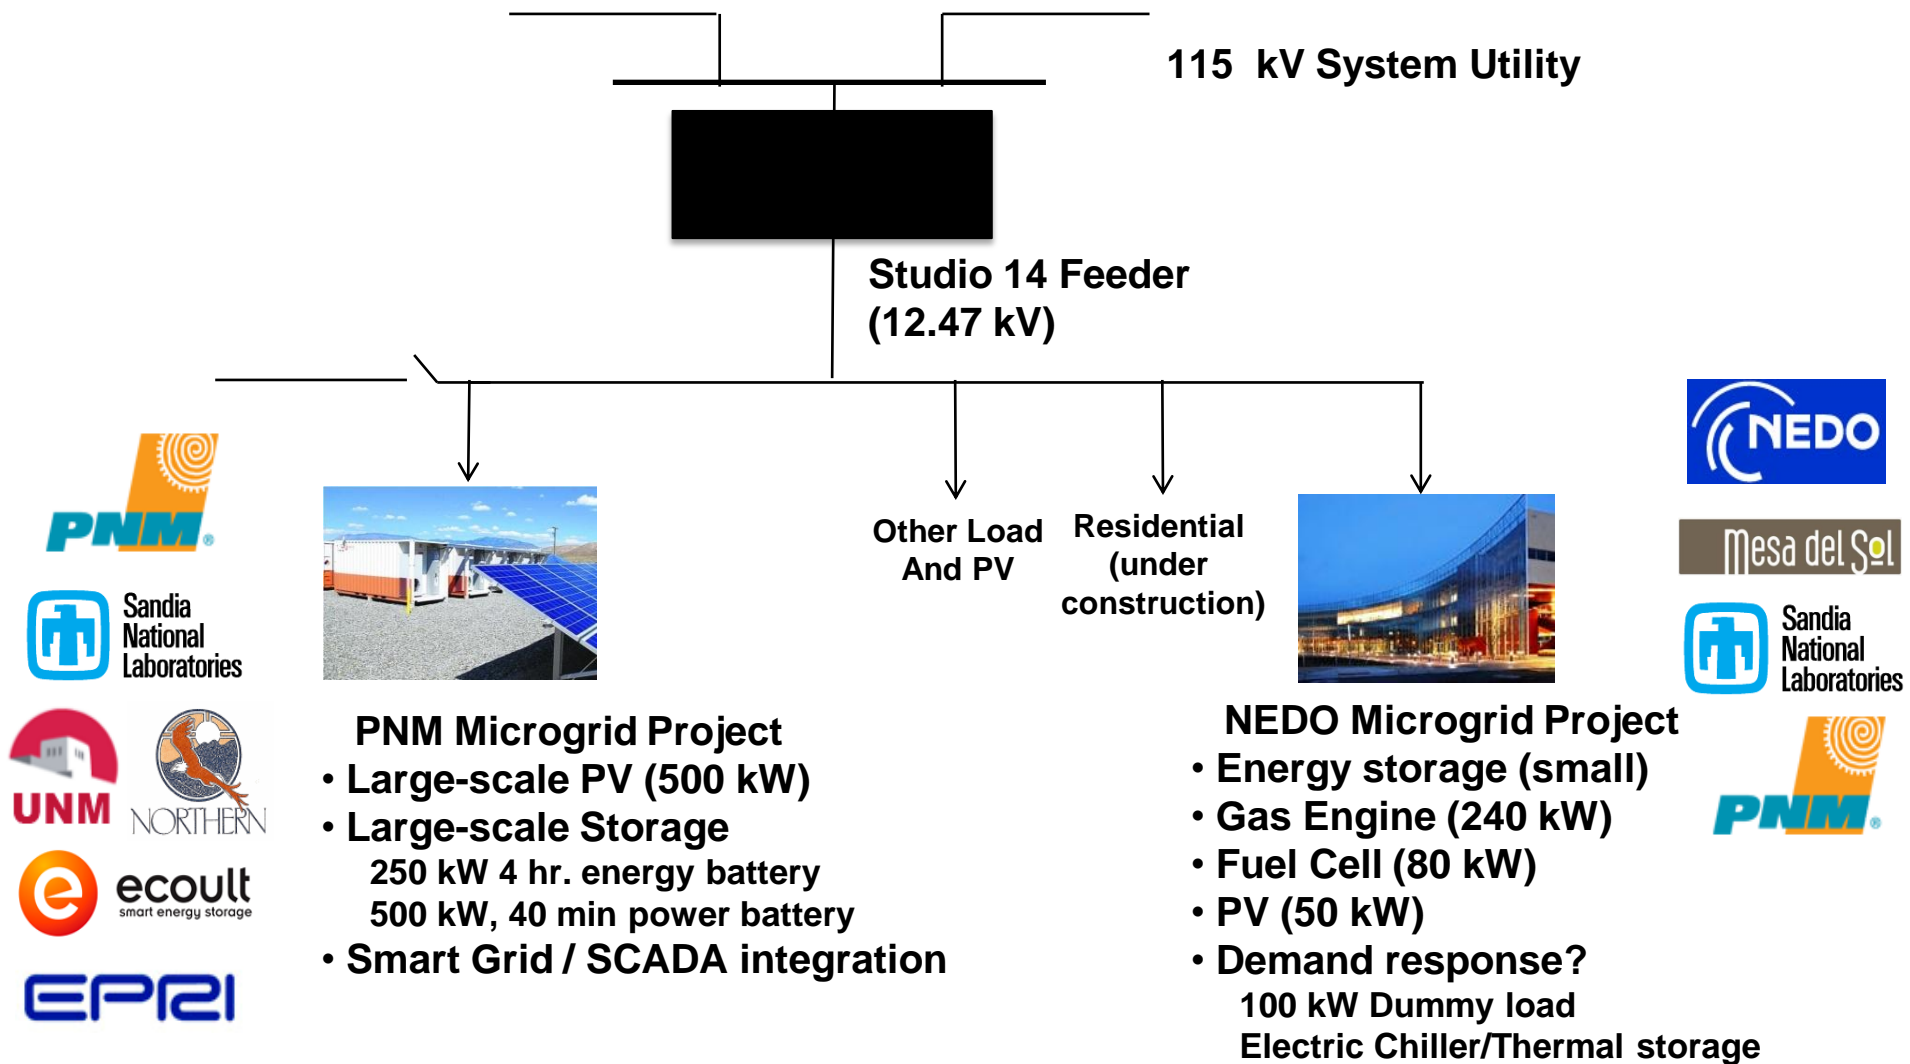 115 kV System Utility
Studio 14 Feeder
(12.47 kV)
Other Load
And PV
Residential
(under
construction)
PNM®
Sandia
National
Laboratories
UNM
NORTHERN
ecoult
smart energy storage
EPRI
PNM Microgrid Project
• Large-scale PV (500 kW)
• Large-scale Storage
250 kW 4 hr. energy battery
500 kW, 40 min power battery
• Smart Grid / SCADA integration
NEDO Microgrid Project
• Energy storage (small)
• Gas Engine (240 kW)
• Fuel Cell (80 kW)
• PV (50 kW)
• Demand response?
100 kW Dummy load
Electric Chiller/Thermal storage
NEDO
mesa del Sol
Sandia
National
Laboratories
PNM®